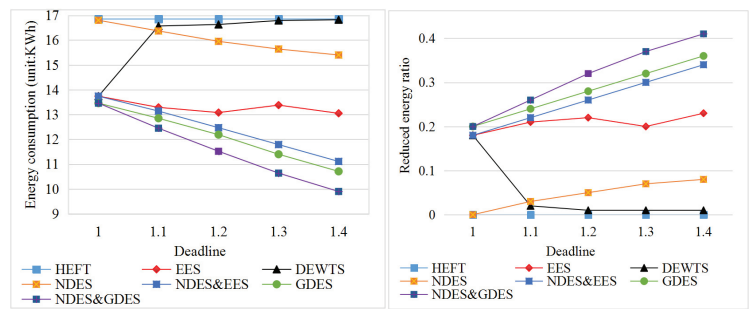 Energy consumption (unit:KWh)
17
16
15
14
13
12
11
10
9
1 1.1 1.2 1.3 1.4
Deadline
HEFT EES DEWTS
NDES NDES&EES GDES
NDES&GDES
Reduced energy ratio
0.4
0.3
0.2
0.1
0
1 1.1 1.2 1.3 1.4
Deadline
HEFT EES DEWTS
NDES NDES&EES GDES
NDES&GDES